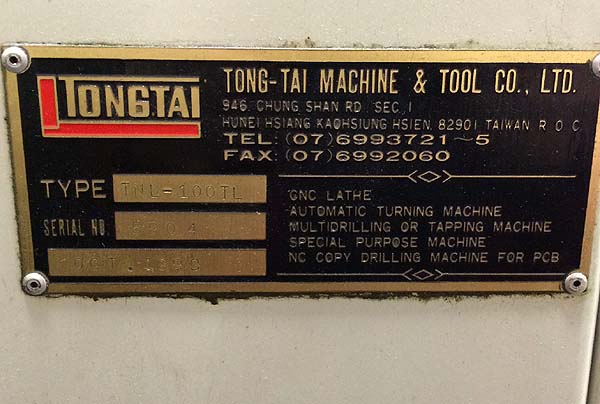 TONGTAI
TONG-TAI MACHINE & TOOL CO., LTD.
946, CHUNG SHAN RD., SEC, 1
HUNEI HSIANG KAOHSIUNG HSIEN, 82901 TAIWAN R O C
TEL: (07)6993721~5
FAX: (07)6992060
TYPE TNL-100TL
SERIAL NO.
CNC LATHE
AUTOMATIC TURNING MACHINE
MULTIDRILLING OR TAPPING MACHINE
SPECIAL PURPOSE MACHINE
NC COPY DRILLING MACHINE FOR PCB